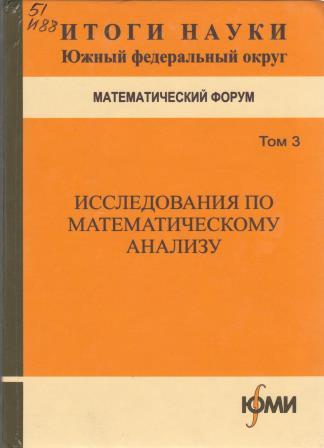 51
И88
ИТОГИ НАУКИ
Южный федеральный округ
МАТЕМАТИЧЕСКИЙ ФОРУМ
Том 3
ИССЛЕДОВАНИЯ ПО
МАТЕМАТИЧЕСКОМУ
АНАЛИЗУ
ЮМИ